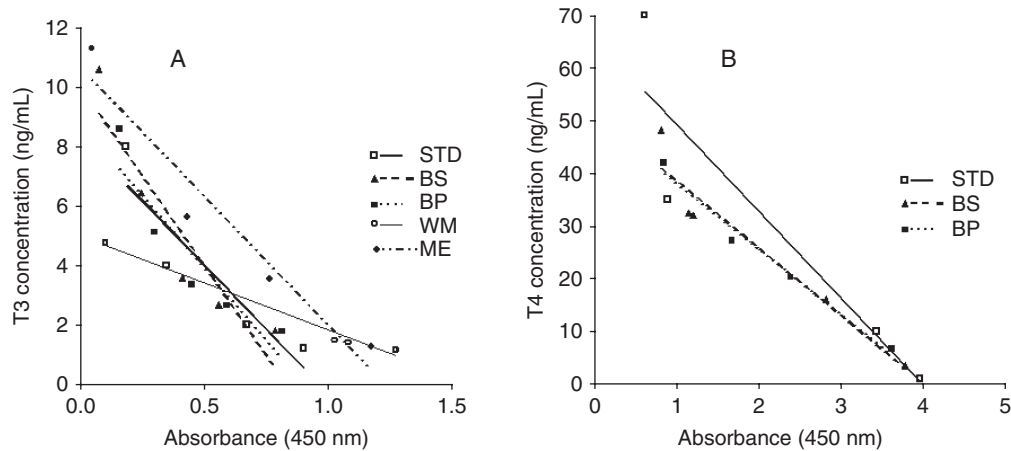 A
T3 concentration (ng/mL)
12
10
8
6
4
2
0
0.0 0.5 1.0 1.5
Absorbance (450 nm)
STD
BS
BP
WM
ME
B
T4 concentration (ng/mL)
70
60
50
40
30
20
10
0
0 1 2 3 4 5
Absorbance (450 nm)
STD
BS
BP